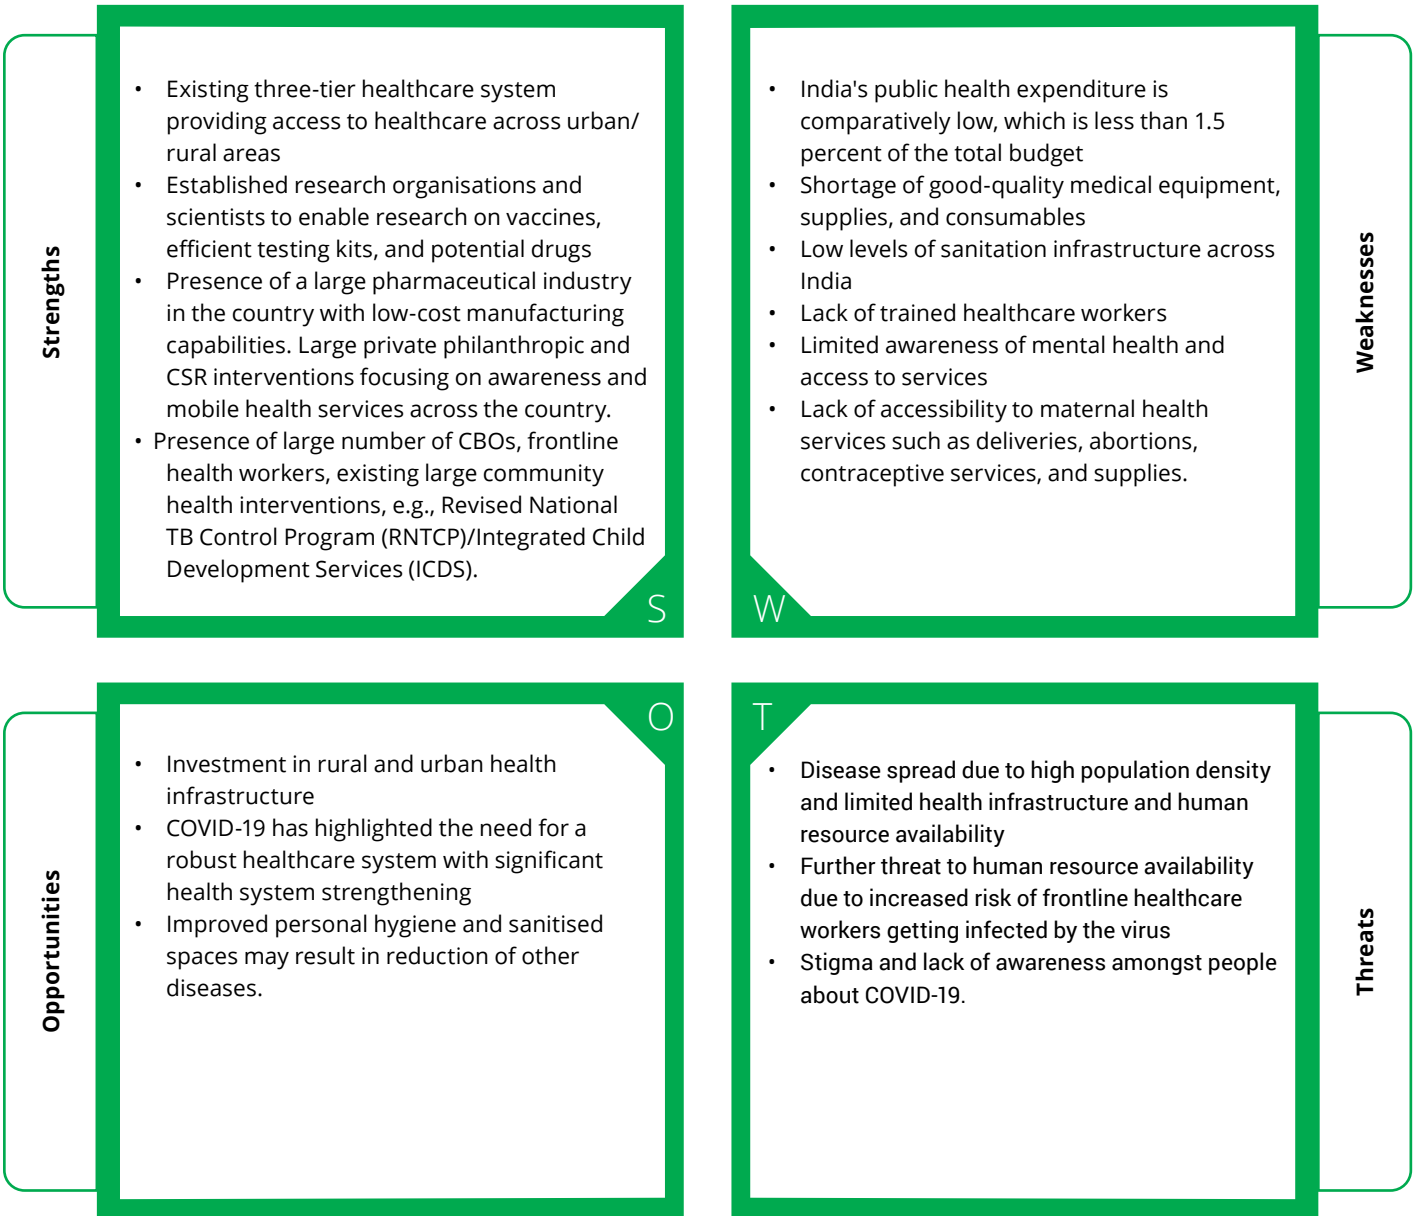 Strengths
• Existing three-tier healthcare system
providing access to healthcare across urban/
rural areas
• Established research organisations and
scientists to enable research on vaccines,
efficient testing kits, and potential drugs
• Presence of a large pharmaceutical industry
in the country with low-cost manufacturing
capabilities. Large private philanthropic and
CSR interventions focusing on awareness and
mobile health services across the country.
• Presence of large number of CBOs, frontline
health workers, existing large community
health interventions, e.g., Revised National
TB Control Program (RNTCP)/Integrated Child
Development Services (ICDS).
S
• India's public health expenditure is
comparatively low, which is less than 1.5
percent of the total budget
• Shortage of good-quality medical equipment,
supplies, and consumables
• Low levels of sanitation infrastructure across
India
• Lack of trained healthcare workers
• Limited awareness of mental health and
access to services
• Lack of accessibility to maternal health
services such as deliveries, abortions,
contraceptive services, and supplies.
W
Weaknesses
Opportunities
O
• Investment in rural and urban health
infrastructure
• COVID-19 has highlighted the need for a
robust healthcare system with significant
health system strengthening
• Improved personal hygiene and sanitised
spaces may result in reduction of other
diseases.
T
• Disease spread due to high population density
and limited health infrastructure and human
resource availability
• Further threat to human resource availability
due to increased risk of frontline healthcare
workers getting infected by the virus
• Stigma and lack of awareness amongst people
about COVID-19.
Threats